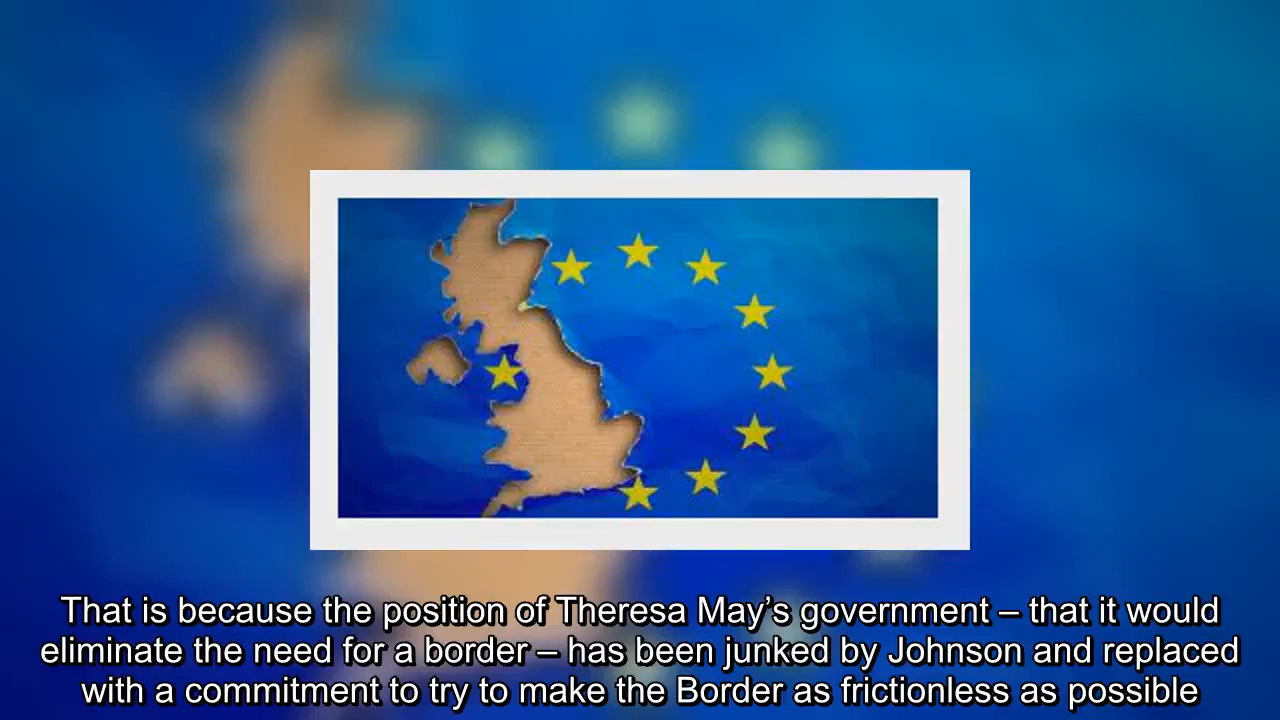 That is because the position of Theresa May’s government – that it would
eliminate the need for a border – has been junked by Johnson and replaced
with a commitment to try to make the Border as frictionless as possible